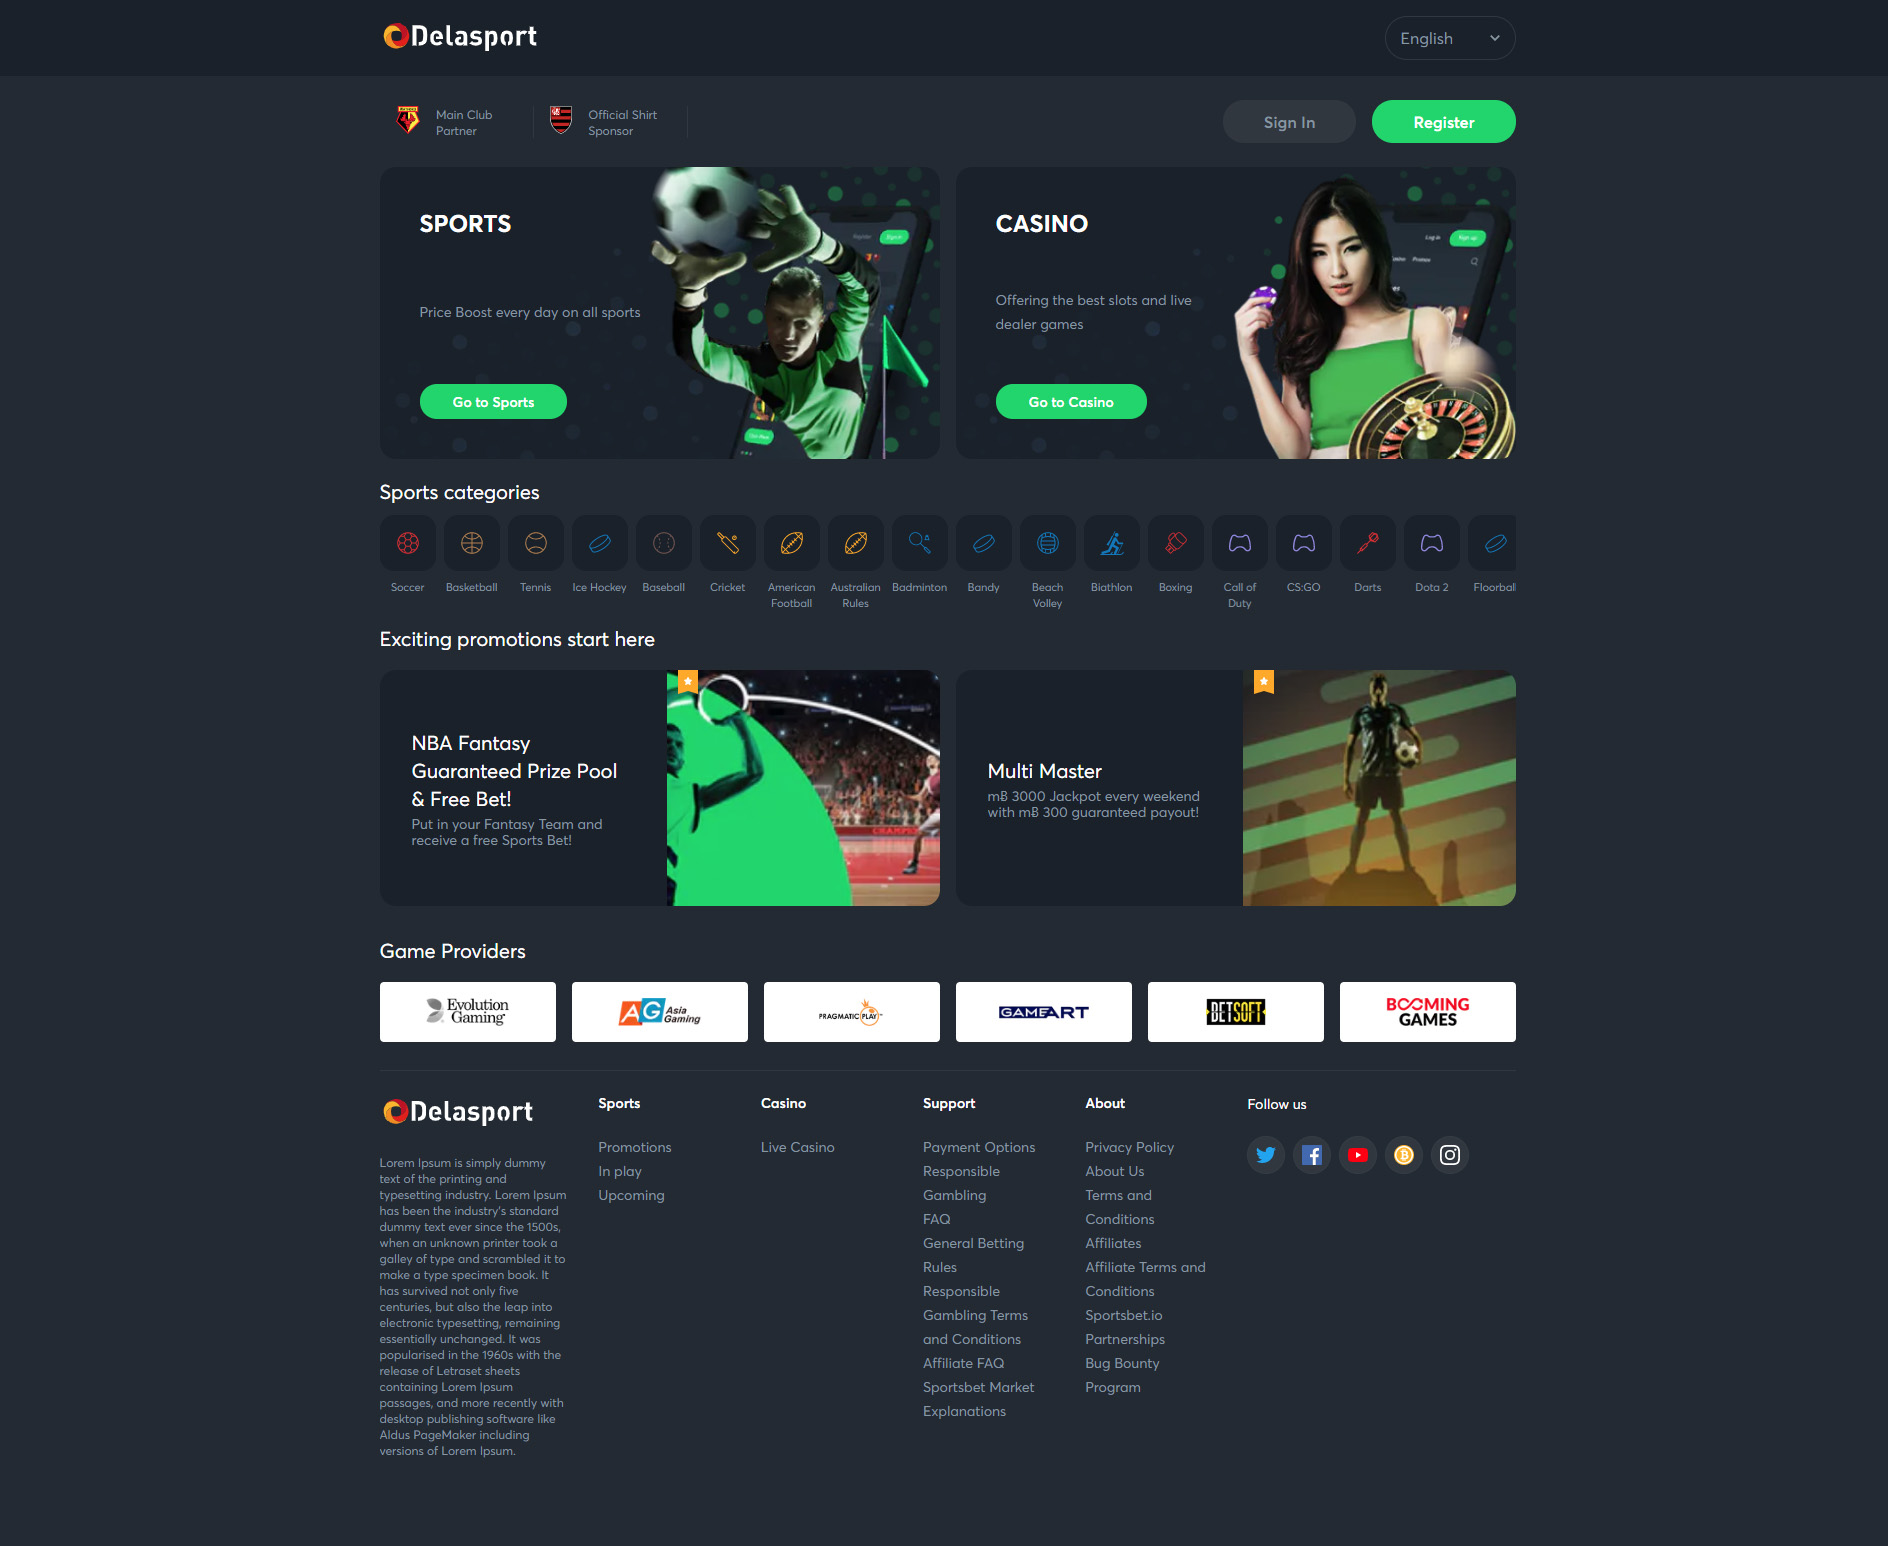 Delasport
English
Main Club
Partner
Official Shirt
Sponsor
Sign In
Register
SPORTS
Price Boost every day on all sports
Go to Sports
Register
CASINO
Offering the best slots and live
dealer games
Go to Casino
Log in
Sign up
Casino Promos
Sports categories
Soccer
Basketball
Tennis
Ice Hockey
Baseball
Cricket
American
Football
Australian
Rules
Badminton
Bandy
Beach
Volley
Biathlon
Boxing
Call of
Duty
CS:GO
Darts
Dota 2
Floorball
Exciting promotions start here
NBA Fantasy
Guaranteed Prize Pool
& Free Bet!
Put in your Fantasy Team and
receive a free Sports Bet!
CHAMPION
Multi Master
mɃ 3000 Jackpot every weekend
with mɃ 300 guaranteed payout!
Game Providers
Evolution
Gaming
AG Asia
Gaming
PRAGMATIC PLAY
GAMEART
BETSOFT
BOOMING
GAMES
Delasport
Lorem Ipsum is simply dummy
text of the printing and
typesetting industry. Lorem Ipsum
has been the industry's standard
dummy text ever since the 1500s,
when an unknown printer took a
galley of type and scrambled it to
make a type specimen book. It
has survived not only five
centuries, but also the leap into
electronic typesetting, remaining
essentially unchanged. It was
popularised in the 1960s with the
release of Letraset sheets
containing Lorem Ipsum
passages, and more recently with
desktop publishing software like
Aldus PageMaker including
versions of Lorem Ipsum.
Sports
Promotions
In play
Upcoming
Casino
Live Casino
Support
Payment Options
Responsible
Gambling
FAQ
General Betting
Rules
Responsible
Gambling Terms
and Conditions
Affiliate FAQ
Sportsbet Market
Explanations
About
Privacy Policy
About Us
Terms and
Conditions
Affiliates
Affiliate Terms and
Conditions
Sportsbet.io
Partnerships
Bug Bounty
Program
Follow us